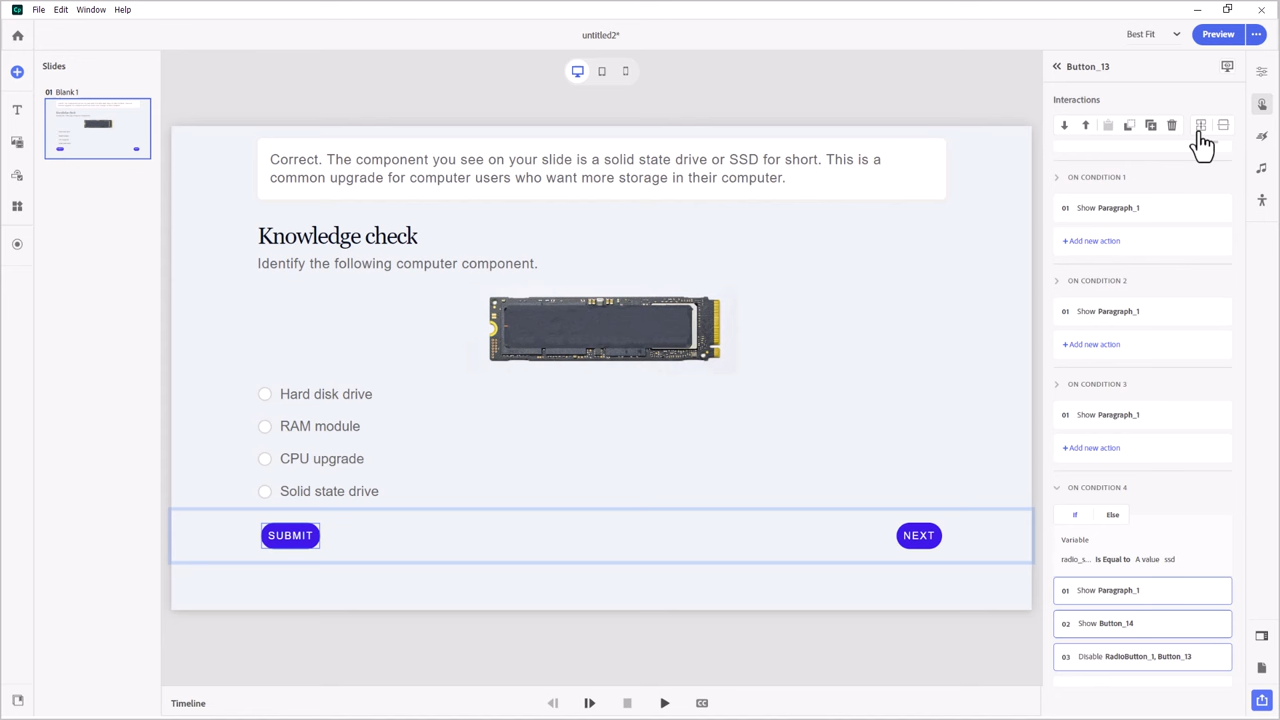 Cp File Edit Window Help
untitled2*
Best Fit
Preview
Slides
01 Blank 1
Button_13
Interactions
Correct. The component you see on your slide is a solid state drive or SSD for short. This is a
common upgrade for computer users who want more storage in their computer.
Knowledge check
Identify the following computer component.
Hard disk drive
RAM module
CPU upgrade
Solid state drive
SUBMIT
NEXT
ON CONDITION 1
01 Show Paragraph_1
+Add new action
ON CONDITION 2
01 Show Paragraph_1
+Add new action
ON CONDITION 3
01 Show Paragraph_1
+Add new action
ON CONDITION 4
If Else
Variable
radio_s... Is Equal to A value ssd
01 Show Paragraph_1
02 Show Button_14
03 Disable RadioButton_1, Button_13
Timeline
CC